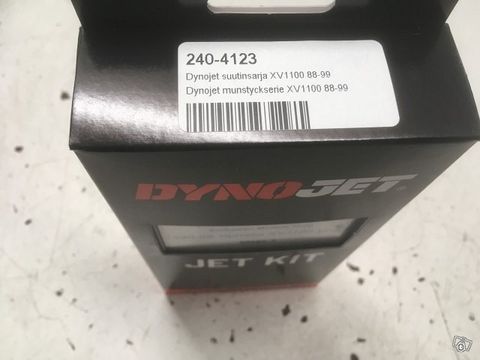 240-4123
Dynojet suutinsarja XV1100 88-99
Dynojet munstyckserie XV1100 88-99
DYNOJET®
JET KIT